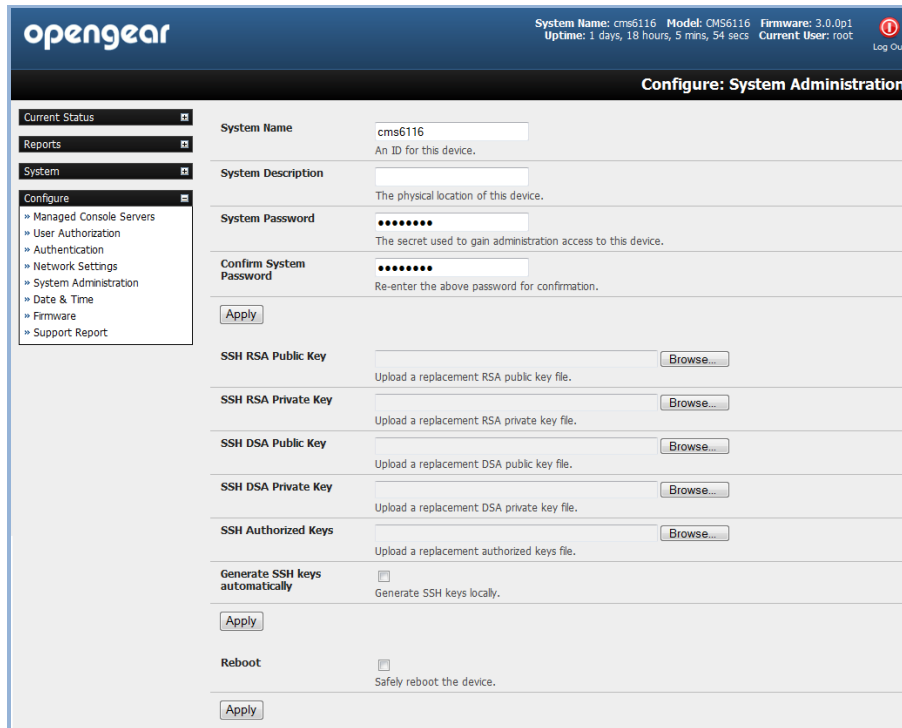 opengear
System Name: cms6116 Model: CMS6116 Firmware: 3.0.0p1
Uptime: 1 days, 18 hours, 5 mins, 54 secs Current User: root
Log Ou
Configure: System Administration
Current Status
Reports
System
Configure
» Managed Console Servers
» User Authorization
» Authentication
» Network Settings
» System Administration
» Date & Time
» Firmware
» Support Report
System Name
cms6116
An ID for this device.
System Description
The physical location of this device.
System Password
••••••••
The secret used to gain administration access to this device.
Confirm System
Password
••••••••
Re-enter the above password for confirmation.
Apply
SSH RSA Public Key
Browse...
Upload a replacement RSA public key file.
SSH RSA Private Key
Browse...
Upload a replacement RSA private key file.
SSH DSA Public Key
Browse...
Upload a replacement DSA public key file.
SSH DSA Private Key
Browse...
Upload a replacement DSA private key file.
SSH Authorized Keys
Browse...
Upload a replacement authorized keys file.
Generate SSH keys
automatically
Generate SSH keys locally.
Apply
Reboot
Safely reboot the device.
Apply